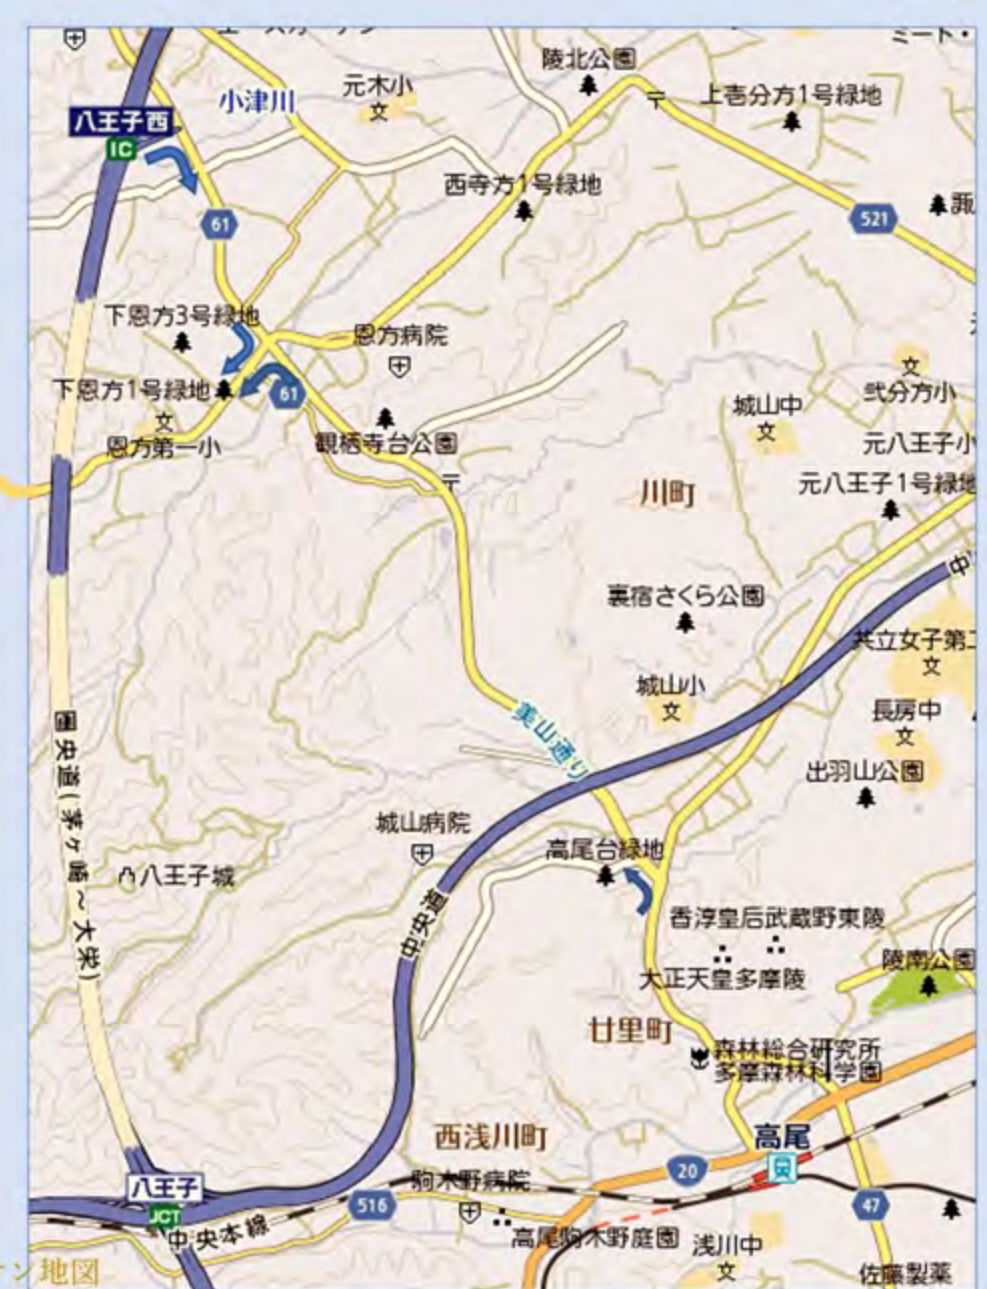 陵北公園
元木小
文
小津川
上壱分方1号緑地
八王子西
IC
西寺方1号緑地
521
61
下恩方3号緑地
恩方病院
下恩方1号緑地
61
文
弐分方小
城山中
文
恩方第一小
観栖寺台公園
元八王子小
川町
元八王子1号緑地
裏宿さくら公園
共立女子第二
文
城山小
文
長房中
文
美山通り
出羽山公園
圏央道(茅ヶ崎～大栄)
城山病院
高尾台緑地
八王子城
中央道
香淳皇后武蔵野東陵
大正天皇多摩陵
陵南公園
廿里町
森林総合研究所
多摩森林科学園
西浅川町
高尾
20
駒木野病院
八王子
JCT
516
47
中央本線
高尾駒木野庭園
浅川中
文
佐藤製薬
地図